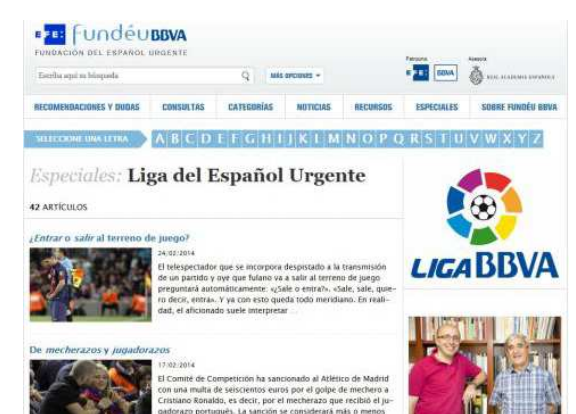 EFE: FundéuBBVA
FUNDACIÓN DEL ESPAÑOL URGENTE
Escriba aquí su búsqueda
MÁS OPCIONES
Patrocina
Asesora
EFE: BBVA REAL ACADEMIA ESPAÑOLA
RECOMENDACIONES Y DUDAS CONSULTAS CATEGORÍAS NOTICIAS RECURSOS ESPECIALES SOBRE FUNDÉU BBVA
SELECCIONE UNA LETRA A B C D E F G H I J K L M N O P Q R S T U V W X Y Z
Especiales: Liga del Español Urgente
42 ARTÍCULOS
¿Entrar o salir al terreno de juego?
24/02/2014
El telespectador que se incorpora despistado a la transmisión
de un partido y oye que fulano va a salir al terreno de juego
preguntará automáticamente: «¿Sale o entra?». «Sale, sale, quie-
ro decir, entra». Y ya con esto queda todo meridiano. En reali-
dad, el aficionado suele interpretar ...
LIGA BBVA
De mecherazos y jugadorazos
17/02/2014
El Comité de Competición ha sancionado al Atlético de Madrid
con una multa de seiscientos euros por el golpe de mechero a
Cristiano Ronaldo, es decir, por el mecherazo que recibió el ju-
gadorazo portugués. La sanción se considerará más o menos